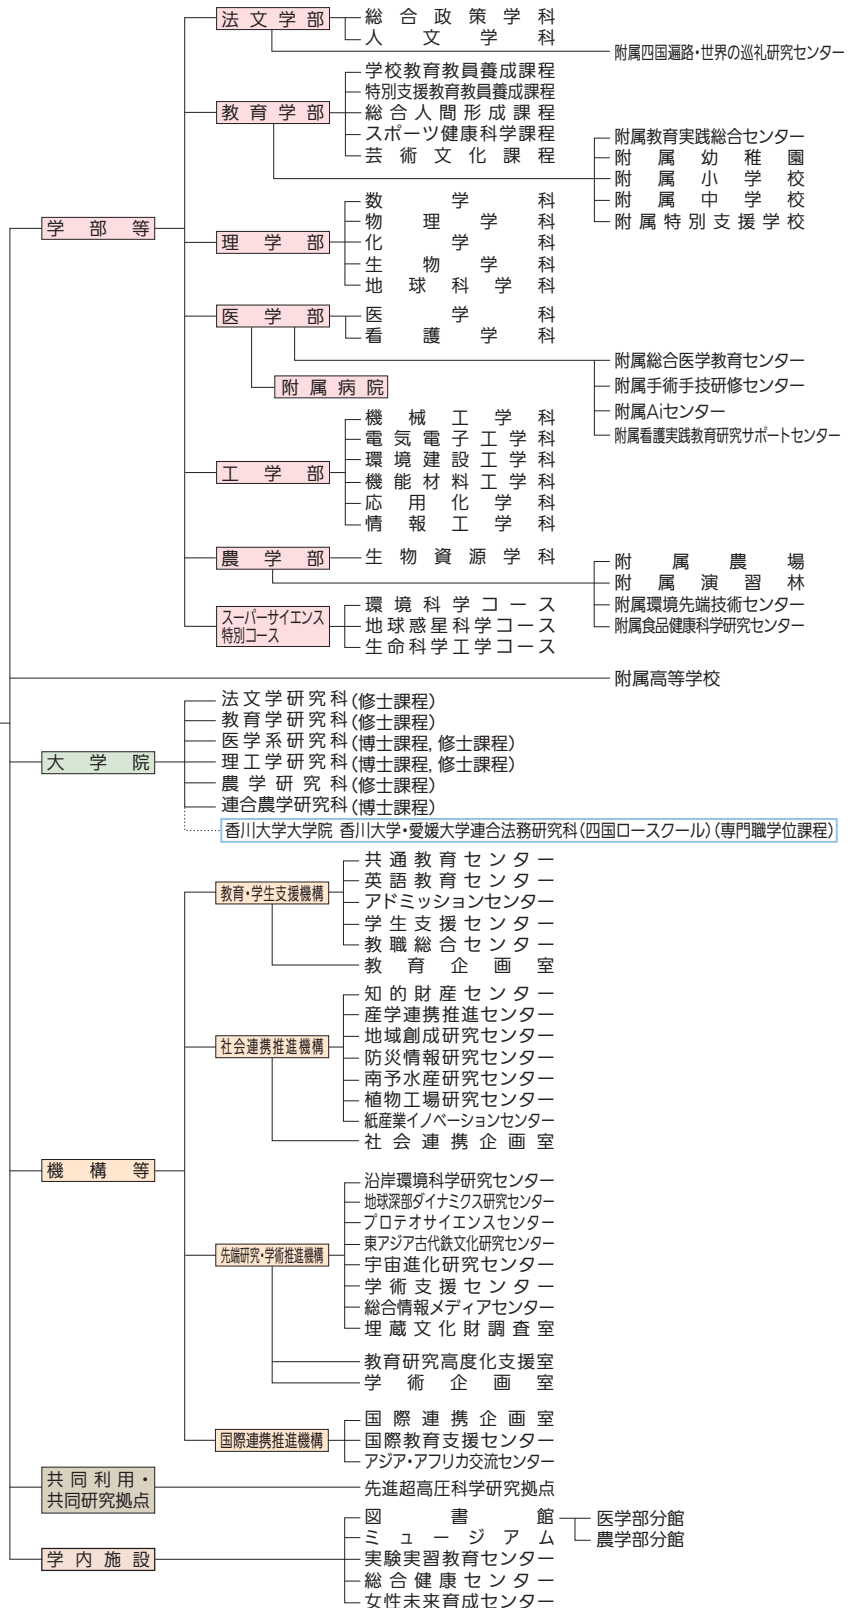 法文学部
総合政策学科
人文学科
附属四国遍路・世界の巡礼研究センター
教育学部
学校教育教員養成課程
特別支援教育教員養成課程
総合人間形成課程
スポーツ健康科学課程
芸術文化課程
附属教育実践総合センター
附属幼稚園
附属小学校
附属中学校
附属特別支援学校
学部等
理学部
数学科
物理学科
化学科
生物学科
地球科学科
医学部
医学科
看護学科
附属病院
附属総合医学教育センター
附属手術手技研修センター
附属Aiセンター
附属看護実践教育研究サポートセンター
工学部
機械工学科
電気電子工学科
環境建設工学科
機能材料工学科
応用化学科
情報工学科
農学部
生物資源学科
附属農場
附属演習林
附属環境先端技術センター
附属食品健康科学研究センター
スーパーサイエンス
特別コース
環境科学コース
地球惑星科学コース
生命科学工学コース
附属高等学校
大学院
法文学研究科(修士課程)
教育学研究科(修士課程)
医学系研究科(博士課程, 修士課程)
理工学研究科(博士課程, 修士課程)
農学研究科(修士課程)
連合農学研究科(博士課程)
香川大学大学院 香川大学・愛媛大学連合法務研究科(四国ロースクール)(専門職学位課程)
機構等
教育・学生支援機構
共通教育センター
英語教育センター
アドミッションセンター
学生支援センター
教職総合センター
教育企画室
社会連携推進機構
知的財産センター
産学連携推進センター
地域創成研究センター
防災情報研究センター
南予水産研究センター
植物工場研究センター
紙産業イノベーションセンター
社会連携企画室
先端研究・学術推進機構
沿岸環境科学研究センター
地球深部ダイナミクス研究センター
プロテオサイエンスセンター
東アジア古代鉄文化研究センター
宇宙進化研究センター
学術支援センター
総合情報メディアセンター
埋蔵文化財調査室
教育研究高度化支援室
学術企画室
国際連携推進機構
国際連携企画室
国際教育支援センター
アジア・アフリカ交流センター
共同利用・
共同研究拠点
先進超高圧科学研究拠点
学内施設
図書館
医学部分館
農学部分館
ミュージアム
実験実習教育センター
総合健康センター
女性未来育成センター